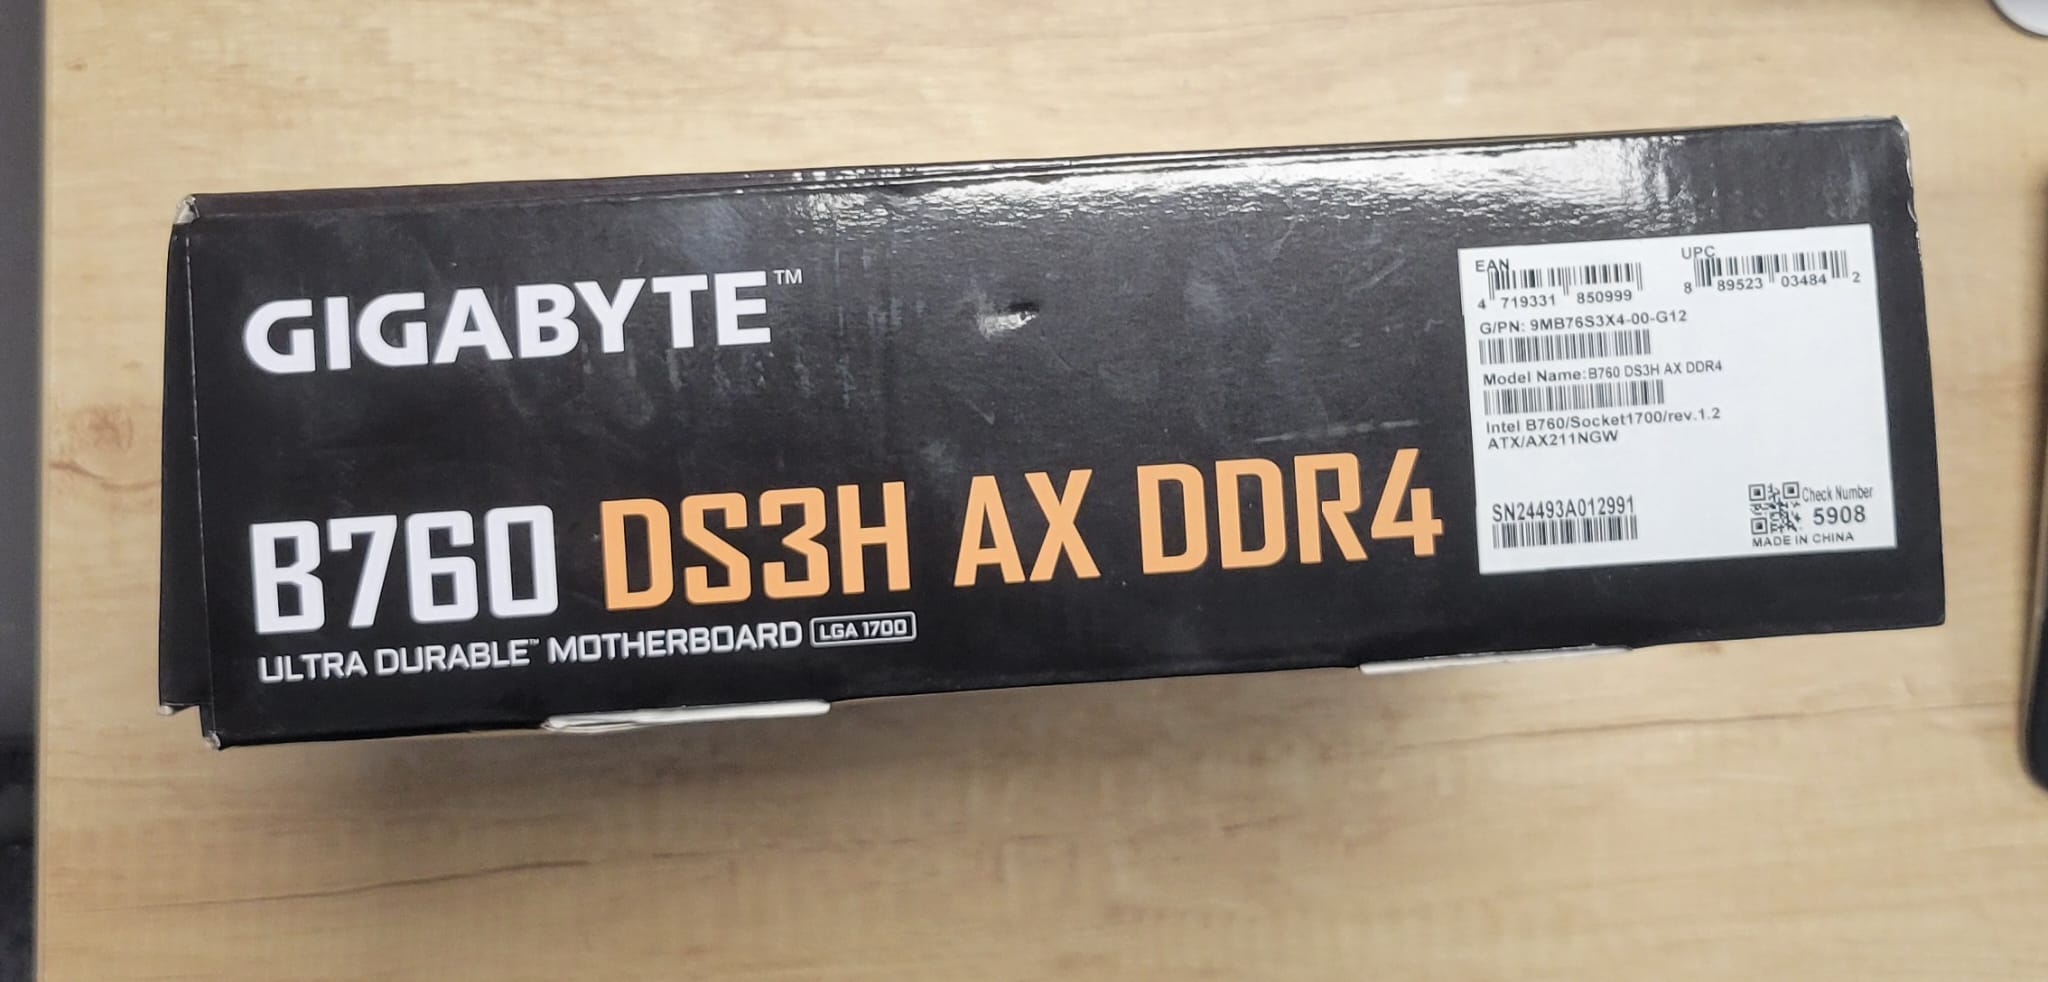 GIGABYTE™
B760 DS3H AX DDR4
ULTRA DURABLE™ MOTHERBOARD LGA 1700
EAN
4 719331 850999
UPC
8 89523 03484 2
G/PN: 9MB76S3X4-00-G12
Model Name:B760 DS3H AX DDR4
Intel B760/Socket1700/rev.1.2
ATX/AX211NGW
SN24493A012991
Check Number
5908
MADE IN CHINA